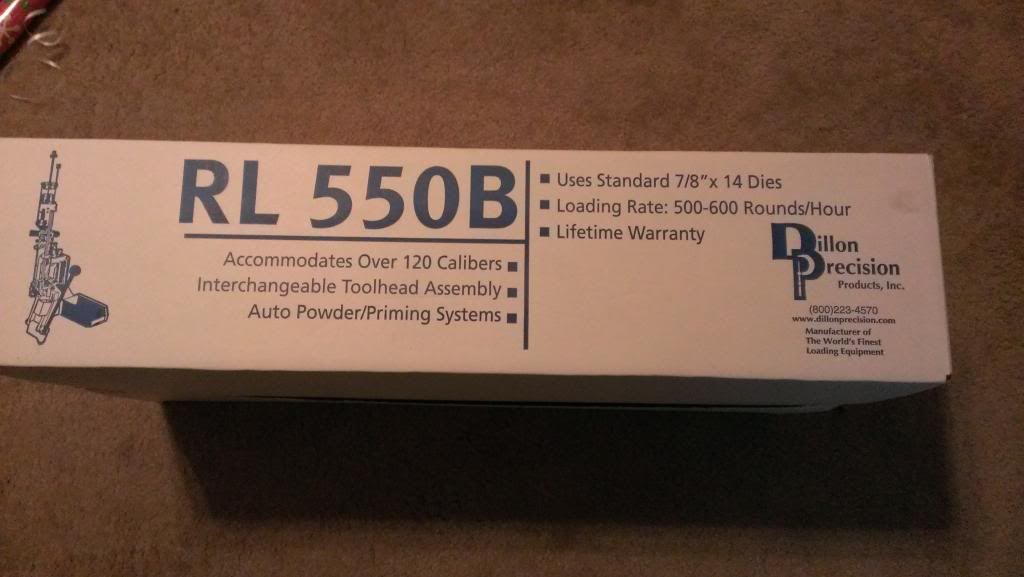 RL 550B
Accommodates Over 120 Calibers
Interchangeable Toolhead Assembly
Auto Powder/Priming Systems
Uses Standard 7/8"x 14 Dies
Loading Rate: 500-600 Rounds/Hour
Lifetime Warranty
Dillon
Precision
Products, Inc.
(800)223-4570
www.dillonprecision.com
Manufacturer of
The World's Finest
Loading Equipment